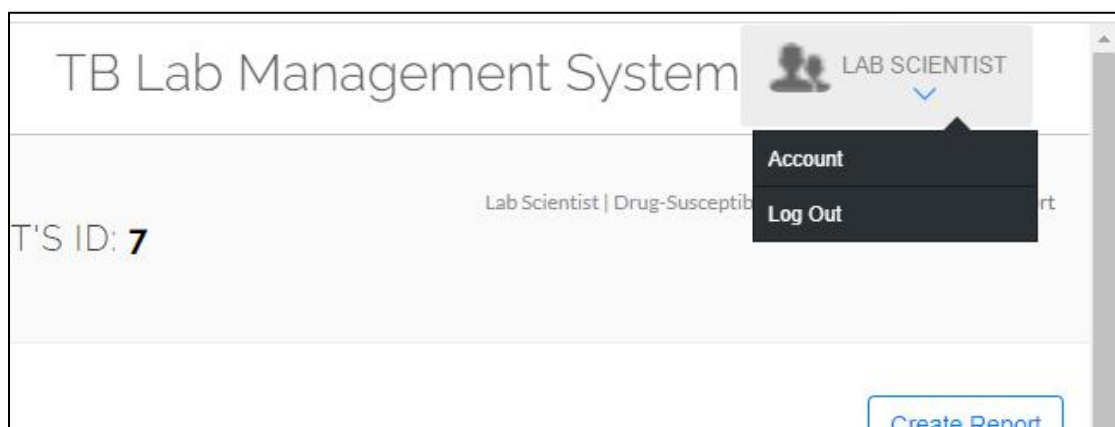 TB Lab Management System
LAB SCIENTIST
Account
Log Out
Lab Scientist | Drug-Susceptib
rt
T'S ID: 7
Create Report